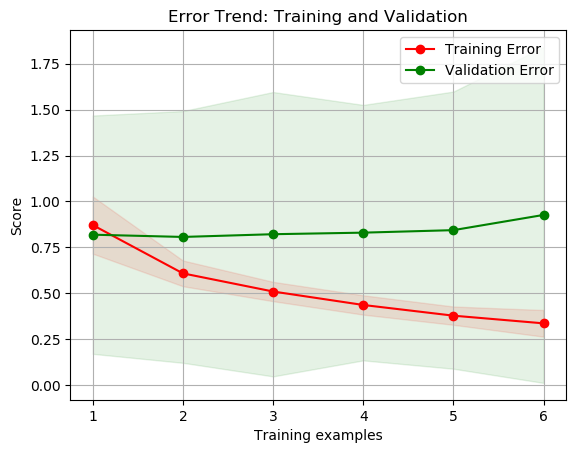 Error Trend: Training and Validation
Training Error
Validation Error
Score
1.75
1.50
1.25
1.00
0.75
0.50
0.25
0.00
1 2 3 4 5 6
Training examples